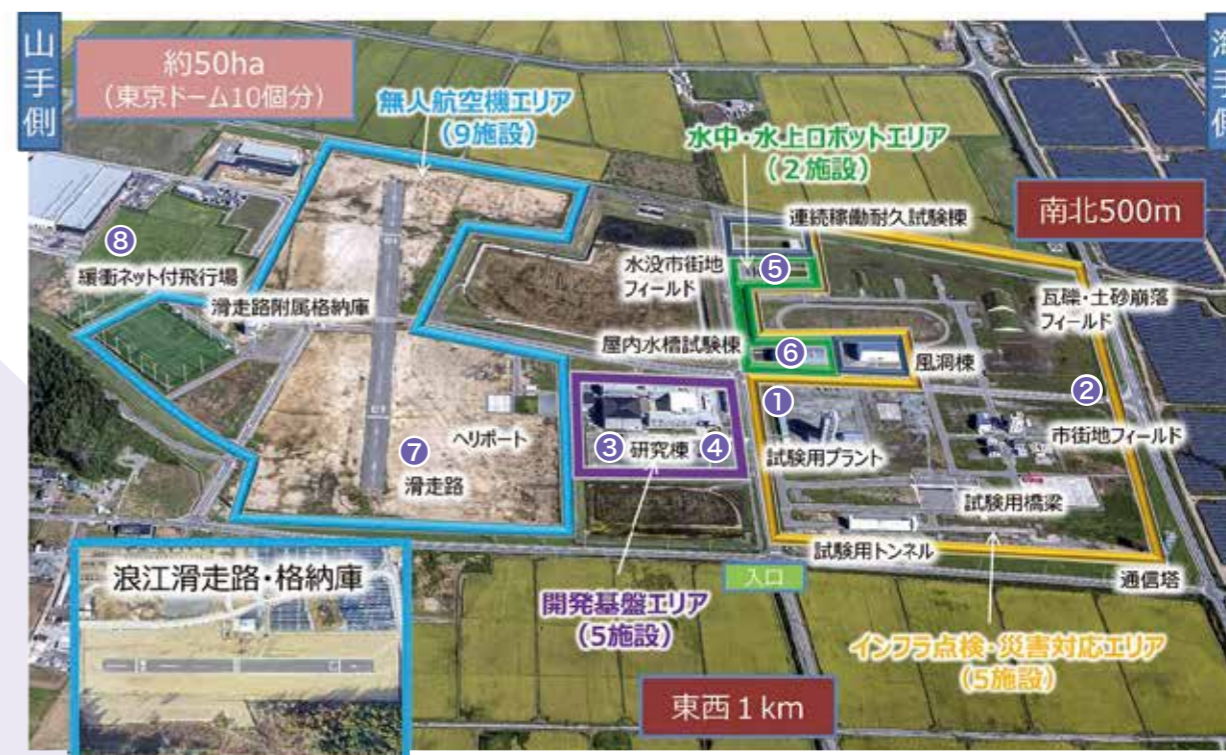 山手側
約50ha
(東京ドーム10個分)
無人航空機エリア
(9施設)
水中・水上ロボットエリア
(2施設)
南北500m
連続稼働耐久試験棟
⑧
緩衝ネット付飛行場
水没市街地
フィールド
⑤
滑走路附属格納庫
瓦礫・土砂崩落
フィールド
屋内水槽試験棟
⑥
風洞棟
①
②
⑦
滑走路
ヘリポート
③
研究棟
④
試験用プラント
市街地フィールド
試験用橋梁
試験用トンネル
通信塔
入口
浪江滑走路・格納庫
開発基盤エリア
(5施設)
インフラ点検・災害対応エリア
(5施設)
東西1km